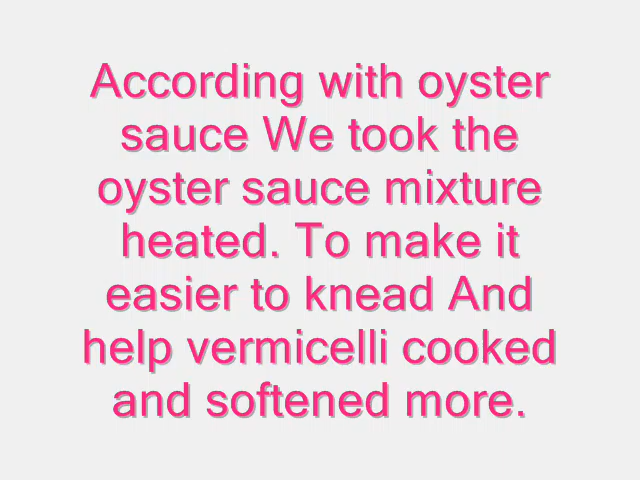 According with oyster
sauce We took the
oyster sauce mixture
heated. To make it
easier to knead And
help vermicelli cooked
and softened more.